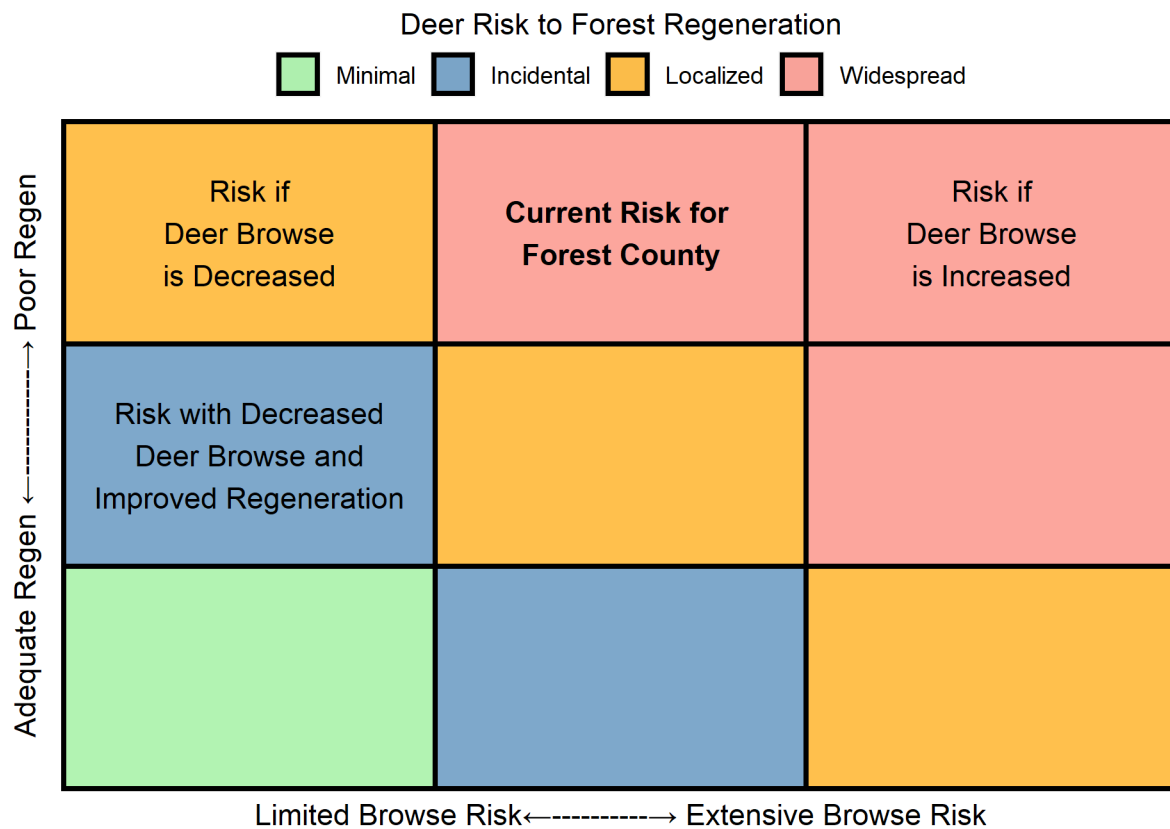 Deer Risk to Forest Regeneration
Minimal
Incidental
Localized
Widespread
Risk if
Deer Browse
is Decreased
Current Risk for
Forest County
Risk if
Deer Browse
is Increased
Risk with Decreased
Deer Browse and
Improved Regeneration
Adequate Regen ←-----------→ Poor Regen
Limited Browse Risk←----------→ Extensive Browse Risk